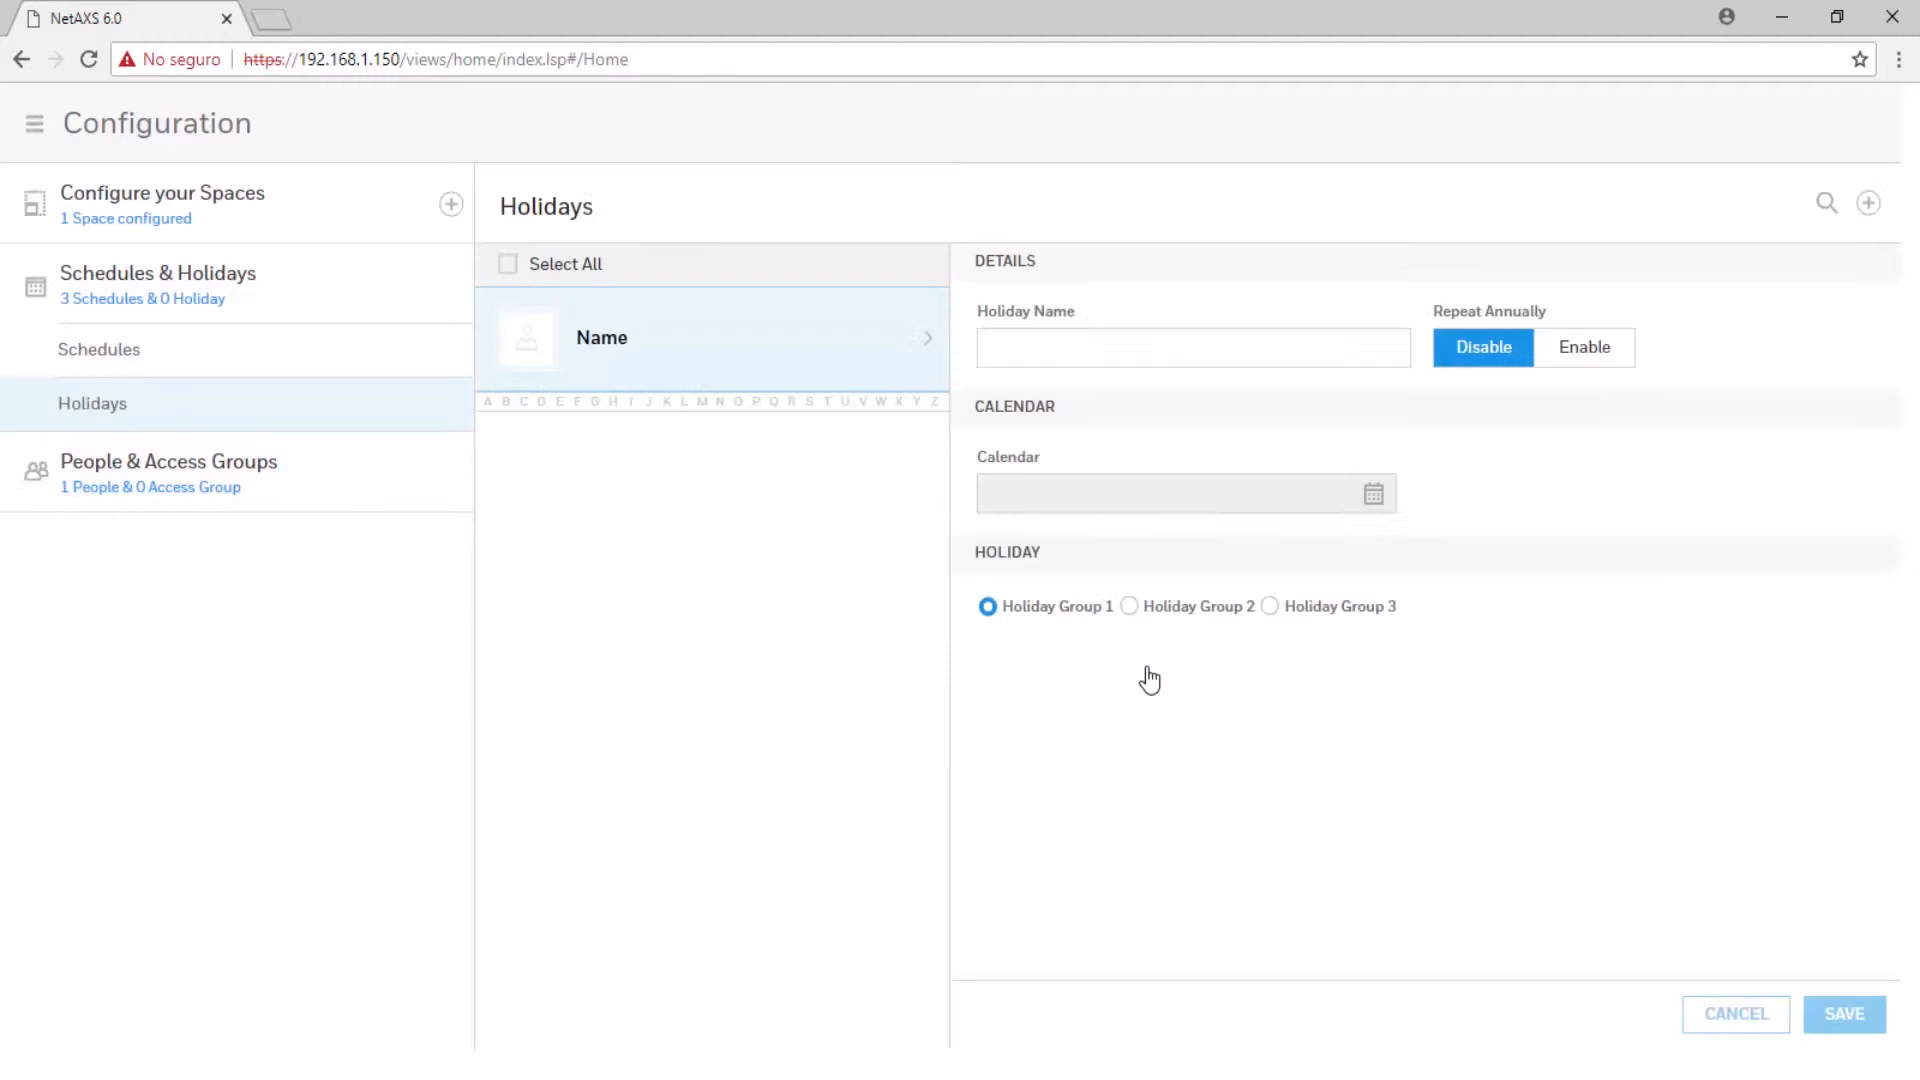 NetAXS 6.0
No seguro https://192.168.1.150/views/home/index.lsp#/Home
Configuration
Configure your Spaces
1 Space configured
Schedules & Holidays
3 Schedules & 0 Holiday
Schedules
Holidays
People & Access Groups
1 People & 0 Access Group
Holidays
Select All
Name
A B C D E F G H I J K L M N O P Q R S T U V W X Y Z
DETAILS
Holiday Name
Repeat Annually
Disable Enable
CALENDAR
Calendar
HOLIDAY
Holiday Group 1 Holiday Group 2 Holiday Group 3
CANCEL SAVE